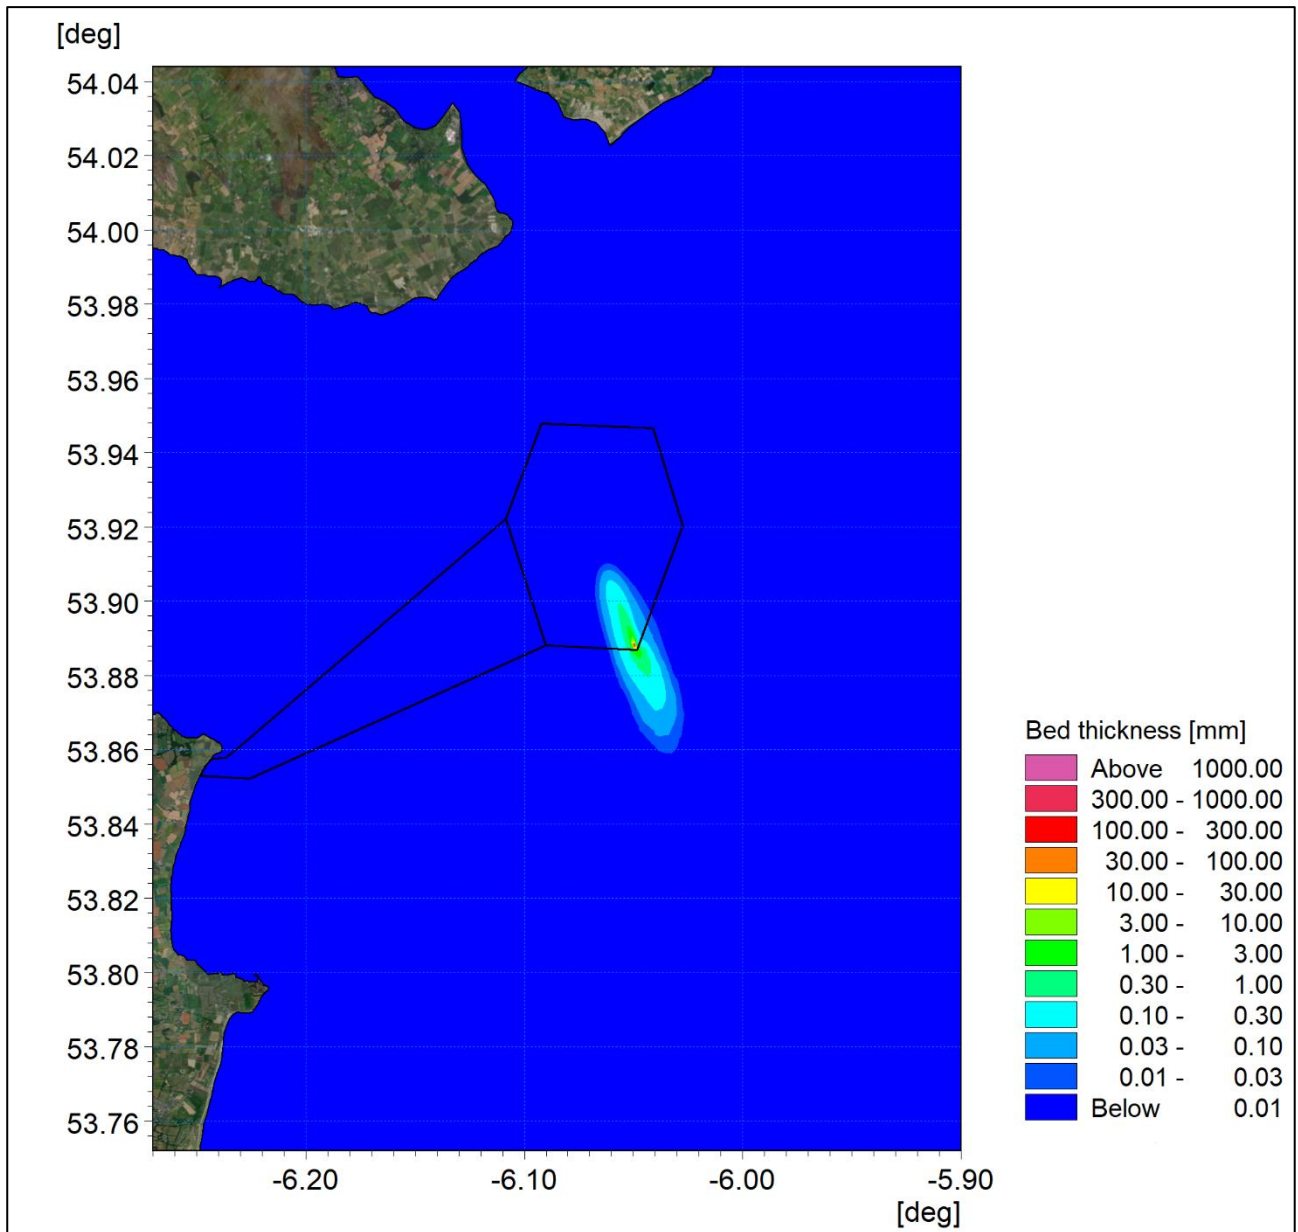 [deg]
54.04
54.02
54.00
53.98
53.96
53.94
53.92
53.90
53.88
53.86
53.84
53.82
53.80
53.78
53.76
-6.20 -6.10 -6.00 -5.90
[deg]
Bed thickness [mm]
Above 1000.00
300.00 - 1000.00
100.00 - 300.00
30.00 - 100.00
10.00 - 30.00
3.00 - 10.00
1.00 - 3.00
0.30 - 1.00
0.10 - 0.30
0.03 - 0.10
0.01 - 0.03
Below 0.01